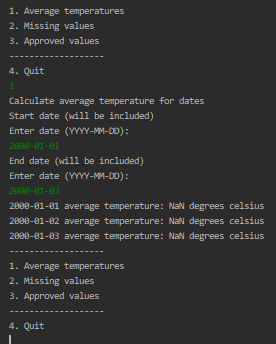 1. Average temperatures
2. Missing values
3. Approved values
-------------------
4. Quit
1
Calculate average temperature for dates
Start date (will be included)
Enter date (YYYY-MM-DD):
2000-01-01
End date (will be included)
Enter date (YYYY-MM-DD):
2000-01-03
2000-01-01 average temperature: NaN degrees celsius
2000-01-02 average temperature: NaN degrees celsius
2000-01-03 average temperature: NaN degrees celsius
-------------------
1. Average temperatures
2. Missing values
3. Approved values
-------------------
4. Quit